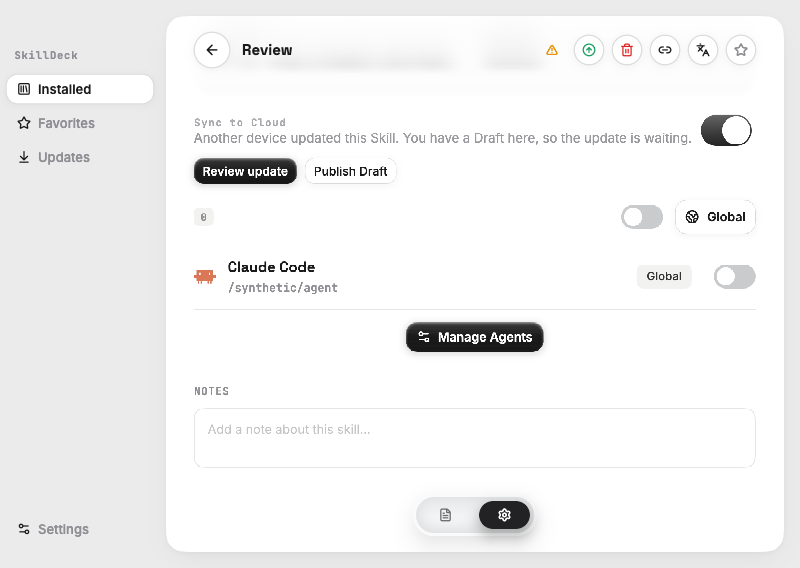 SkillDeck
Review
Installed
Favorites
Updates
Sync to Cloud
Another device updated this Skill. You have a Draft here, so the update is waiting.
Review update
Publish Draft
0
Global
Claude Code
Global
/synthetic/agent
Manage Agents
NOTES
Add a note about this skill...
Settings